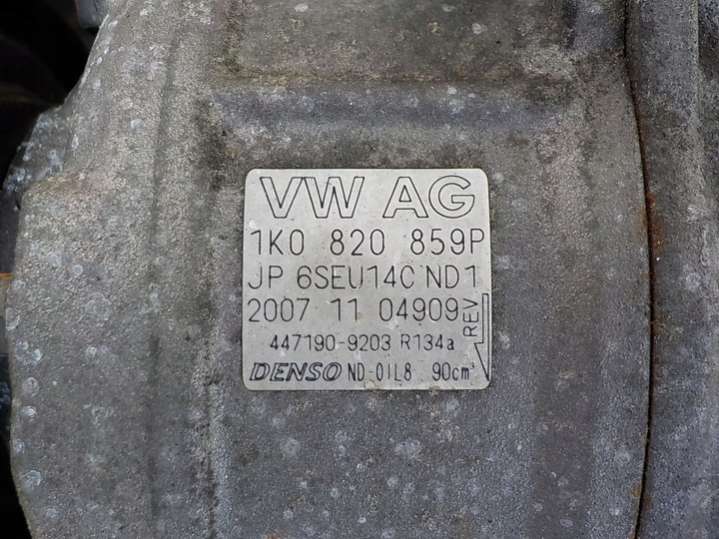 VW AG
1K0 820 859P
JP 6SEU14C ND1
2007 11 04909
REV
447190-9203 R134a
DENSO ND-OIL8 90cm³